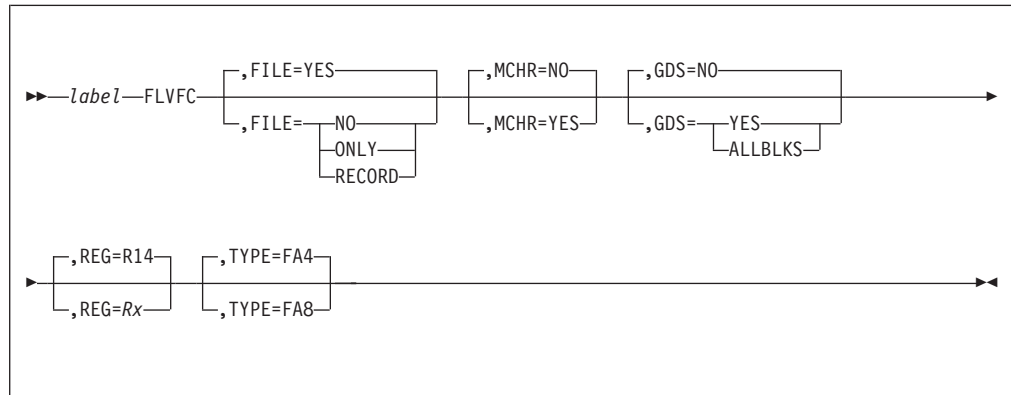 ,FILE=YES ,MCHR=NO ,GDS=NO
label FLVFC
,FILE= NO ,MCHR=YES ,GDS= YES
ONLY ALLBLKS
RECORD
,REG=R14 ,TYPE=FA4
,REG=Rx ,TYPE=FA8